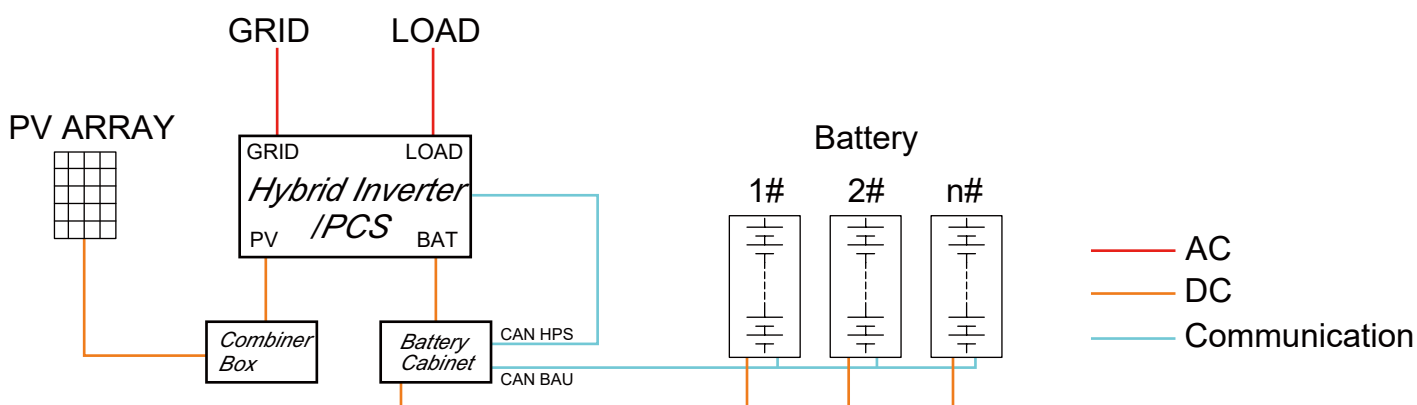 GRID LOAD
PV ARRAY
GRID LOAD
Hybrid Inverter
/PCS
PV BAT
Combiner
Box
Battery
Cabinet
CAN HPS
CAN BAU
Battery
1# 2# n#
AC
DC
Communication